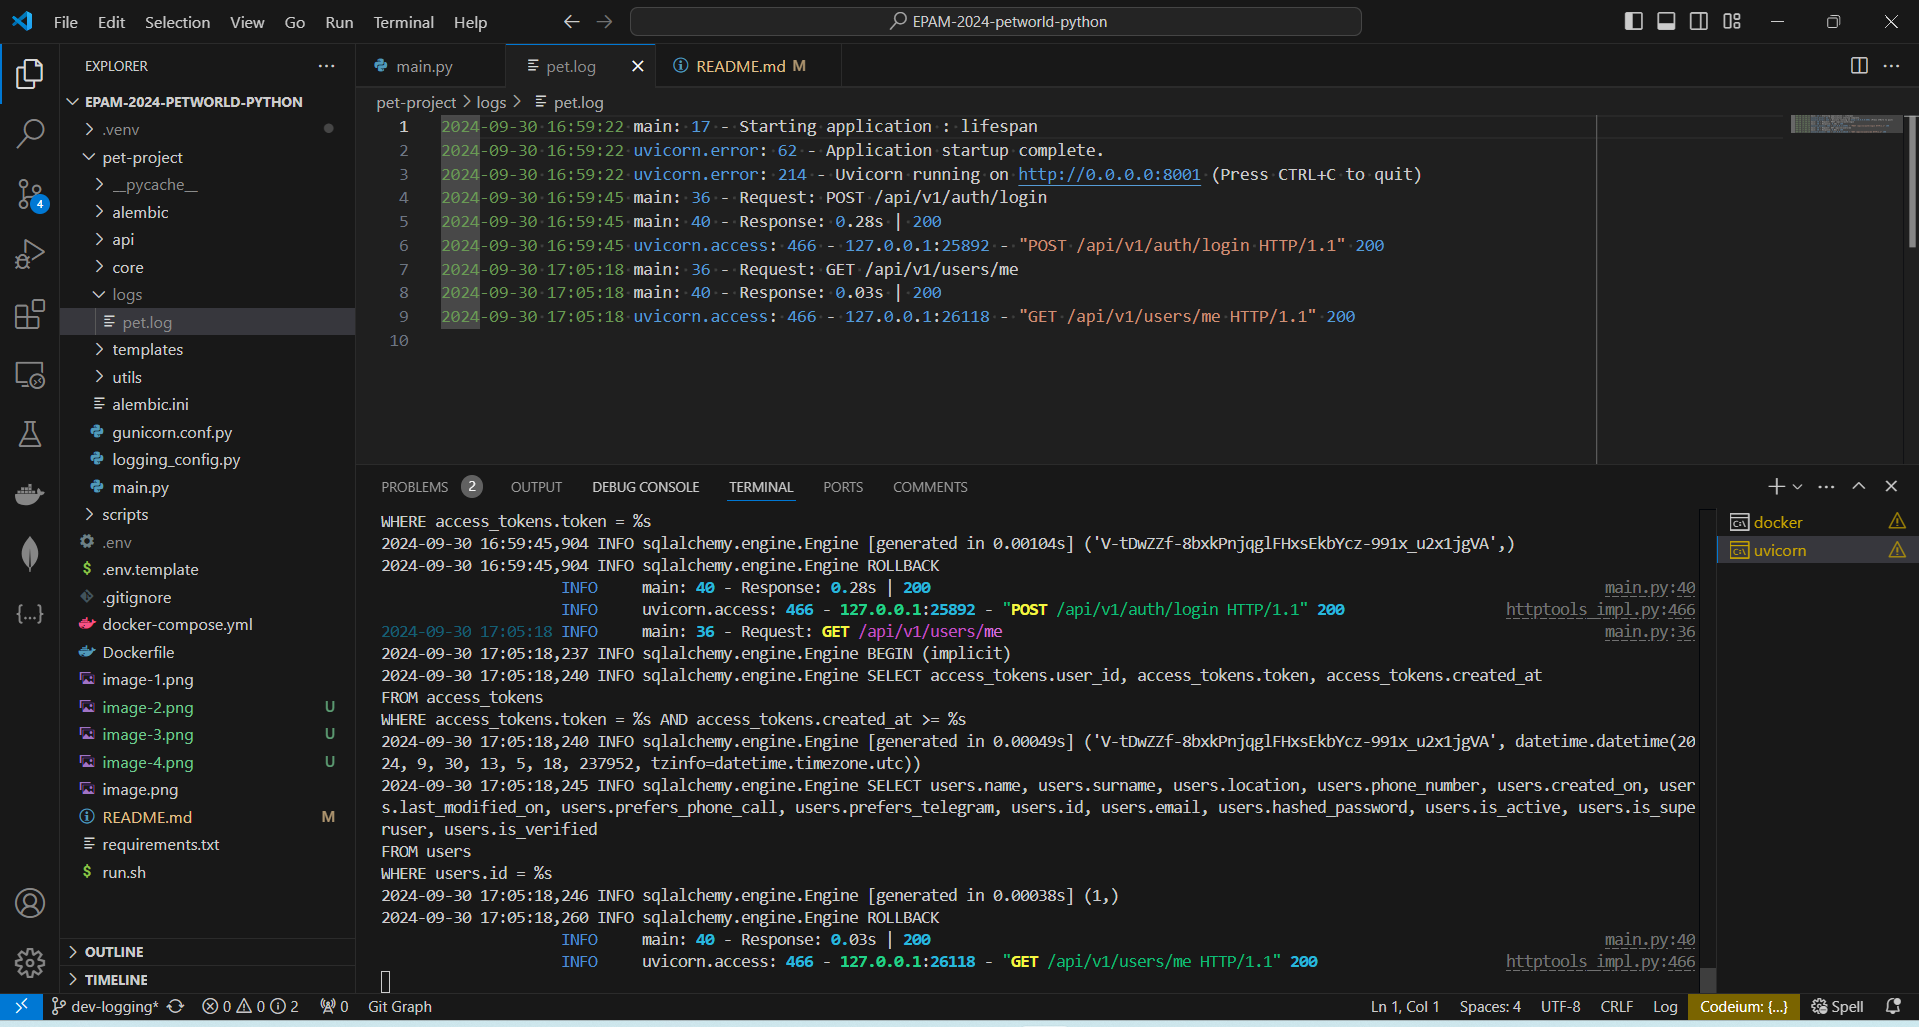 File Edit Selection View Go Run Terminal Help
EPAM-2024-petworld-python
EXPLORER
EPAM-2024-PETWORLD-PYTHON
.venv
pet-project
__pycache__
alembic
api
core
logs
pet.log
templates
utils
alembic.ini
gunicorn.conf.py
logging_config.py
main.py
scripts
.env
.env.template
.gitignore
docker-compose.yml
Dockerfile
image-1.png
image-2.png U
image-3.png U
image-4.png U
image.png
README.md M
requirements.txt
run.sh
OUTLINE
TIMELINE
4
main.py pet.log README.md M
pet-project > logs > pet.log
1 2024-09-30 16:59:22 main: 17 - Starting application : lifespan
2 2024-09-30 16:59:22 uvicorn.error: 62 - Application startup complete.
3 2024-09-30 16:59:22 uvicorn.error: 214 - Uvicorn running on http://0.0.0.0:8001 (Press CTRL+C to quit)
4 2024-09-30 16:59:45 main: 36 - Request: POST /api/v1/auth/login
5 2024-09-30 16:59:45 main: 40 - Response: 0.28s | 200
6 2024-09-30 16:59:45 uvicorn.access: 466 - 127.0.0.1:25892 - "POST /api/v1/auth/login HTTP/1.1" 200
7 2024-09-30 17:05:18 main: 36 - Request: GET /api/v1/users/me
8 2024-09-30 17:05:18 main: 40 - Response: 0.03s | 200
9 2024-09-30 17:05:18 uvicorn.access: 466 - 127.0.0.1:26118 - "GET /api/v1/users/me HTTP/1.1" 200
10
PROBLEMS 2 OUTPUT DEBUG CONSOLE TERMINAL PORTS COMMENTS
WHERE access_tokens.token = %s
2024-09-30 16:59:45,904 INFO sqlalchemy.engine.Engine [generated in 0.00104s] ('V-tDwZZf-8bxkPnjqglFHxsEkbYcz-991x_u2x1jgVA',)
2024-09-30 16:59:45,904 INFO sqlalchemy.engine.Engine ROLLBACK
INFO main: 40 - Response: 0.28s | 200 main.py:40
INFO uvicorn.access: 466 - 127.0.0.1:25892 - "POST /api/v1/auth/login HTTP/1.1" 200 httptools_impl.py:466
2024-09-30 17:05:18 INFO main: 36 - Request: GET /api/v1/users/me main.py:36
2024-09-30 17:05:18,237 INFO sqlalchemy.engine.Engine BEGIN (implicit)
2024-09-30 17:05:18,240 INFO sqlalchemy.engine.Engine SELECT access_tokens.user_id, access_tokens.token, access_tokens.created_at
FROM access_tokens
WHERE access_tokens.token = %s AND access_tokens.created_at >= %s
2024-09-30 17:05:18,240 INFO sqlalchemy.engine.Engine [generated in 0.00049s] ('V-tDwZZf-8bxkPnjqglFHxsEkbYcz-991x_u2x1jgVA', datetime.datetime(20
24, 9, 30, 13, 5, 18, 237952, tzinfo=datetime.timezone.utc))
2024-09-30 17:05:18,245 INFO sqlalchemy.engine.Engine SELECT users.name, users.surname, users.location, users.phone_number, users.created_on, user
s.last_modified_on, users.prefers_phone_call, users.prefers_telegram, users.id, users.email, users.hashed_password, users.is_active, users.is_supe
ruser, users.is_verified
FROM users
WHERE users.id = %s
2024-09-30 17:05:18,246 INFO sqlalchemy.engine.Engine [generated in 0.00038s] (1,)
2024-09-30 17:05:18,260 INFO sqlalchemy.engine.Engine ROLLBACK
INFO main: 40 - Response: 0.03s | 200 main.py:40
INFO uvicorn.access: 466 - 127.0.0.1:26118 - "GET /api/v1/users/me HTTP/1.1" 200 httptools_impl.py:466
docker
uvicorn
dev-logging* 0 0 2 0 Git Graph Ln 1, Col 1 Spaces: 4 UTF-8 CRLF Log Codeium: {...} Spell